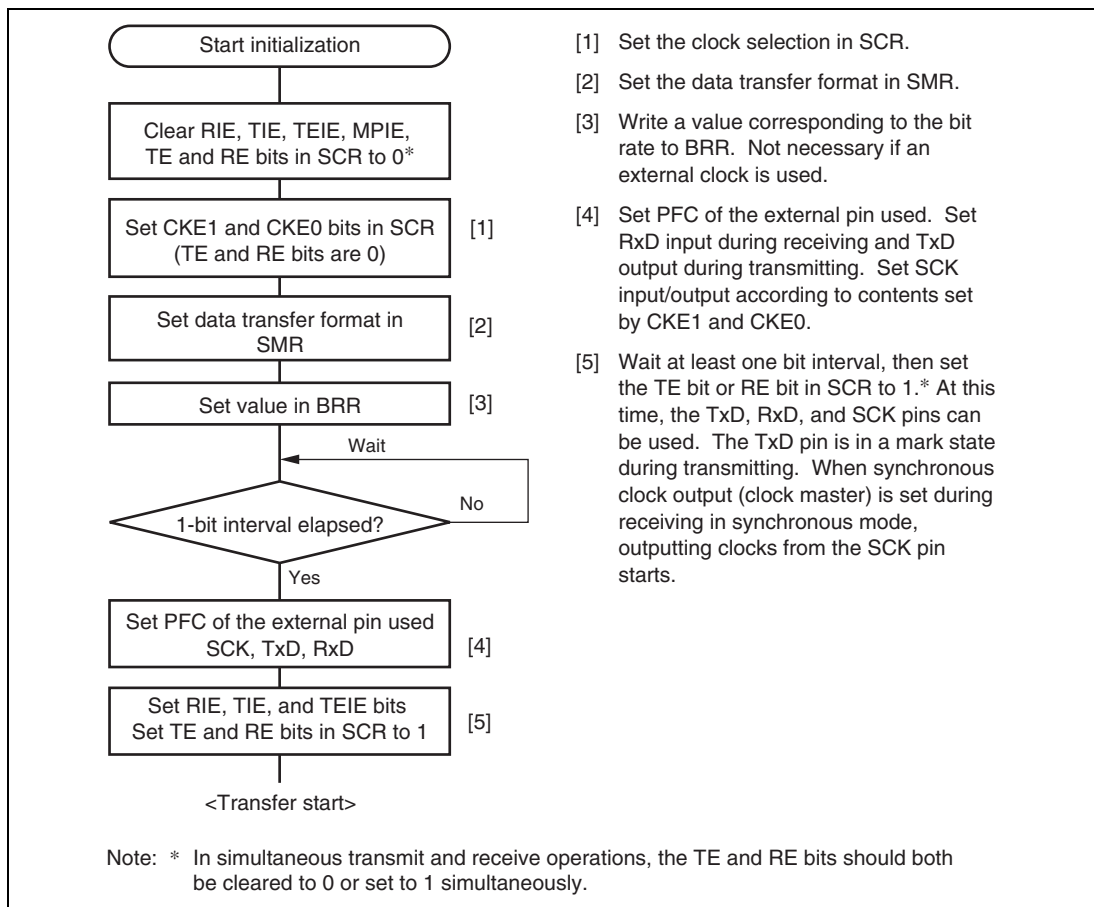 Start initialization
Clear RIE, TIE, TEIE, MPIE,
TE and RE bits in SCR to 0*
Set CKE1 and CKE0 bits in SCR
(TE and RE bits are 0)
[1]
Set data transfer format in
SMR
[2]
Set value in BRR
[3]
Wait
1-bit interval elapsed?
No
Yes
Set PFC of the external pin used
SCK, TxD, RxD
[4]
Set RIE, TIE, and TEIE bits
Set TE and RE bits in SCR to 1
[5]
<Transfer start>
[1] Set the clock selection in SCR.
[2] Set the data transfer format in SMR.
[3] Write a value corresponding to the bit
rate to BRR. Not necessary if an
external clock is used.
[4] Set PFC of the external pin used. Set
RxD input during receiving and TxD
output during transmitting. Set SCK
input/output according to contents set
by CKE1 and CKE0.
[5] Wait at least one bit interval, then set
the TE bit or RE bit in SCR to 1.* At this
time, the TxD, RxD, and SCK pins can
be used. The TxD pin is in a mark state
during transmitting. When synchronous
clock output (clock master) is set during
receiving in synchronous mode,
outputting clocks from the SCK pin
starts.
Note: * In simultaneous transmit and receive operations, the TE and RE bits should both
be cleared to 0 or set to 1 simultaneously.